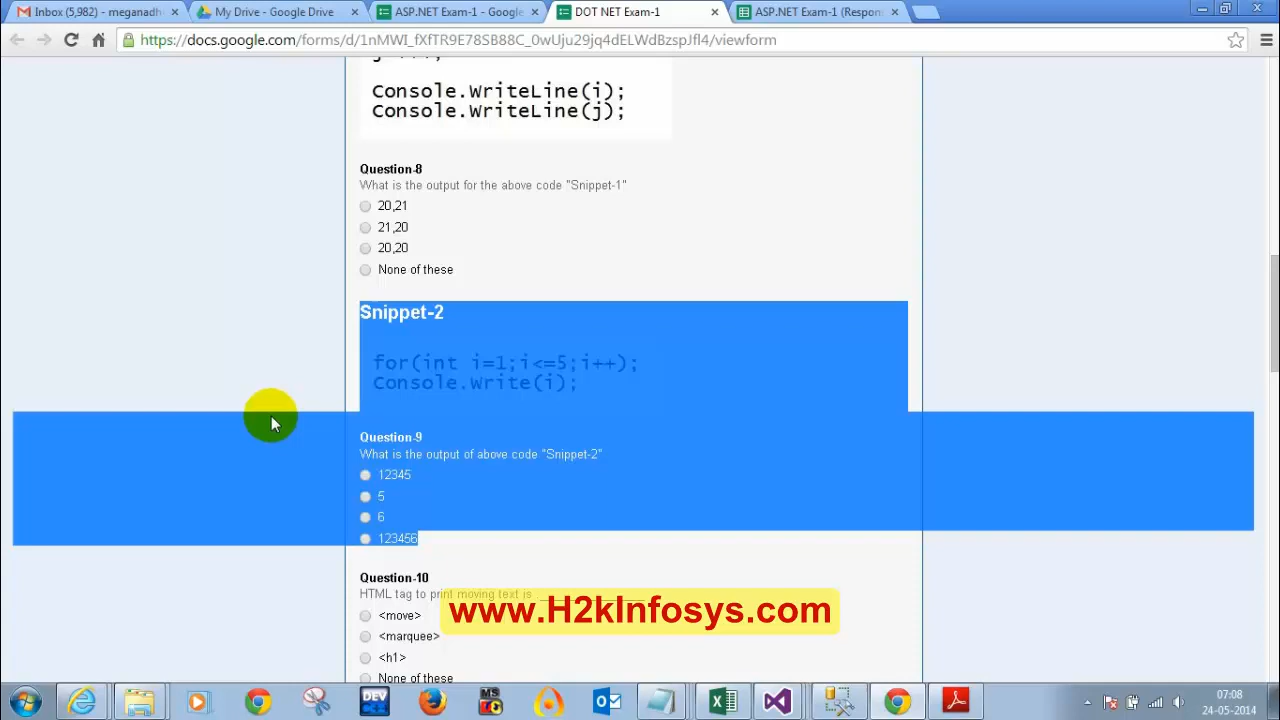 Inbox (5,982) - meganadh
My Drive - Google Drive
ASP.NET Exam-1 - Google
DOT NET Exam-1
ASP.NET Exam-1 (Respon
https://docs.google.com/forms/d/1nMWI_fXfTR9E78SB88C_0wUju29jq4dELWdBzspJfl4/viewform
Console.WriteLine(i);
Console.WriteLine(j);
Question-8
What is the output for the above code "Snippet-1"
20,21
21,20
20,20
None of these
Snippet-2
for(int i=1;i<=5;i++);
Console.Write(i);
Question-9
What is the output of above code "Snippet-2"
12345
5
6
123456
Question-10
HTML tag to print moving text is
www.H2kInfosys.com
<move>
<marquee>
<h1>
None of these
DEV
MS
07:08
24-05-2014